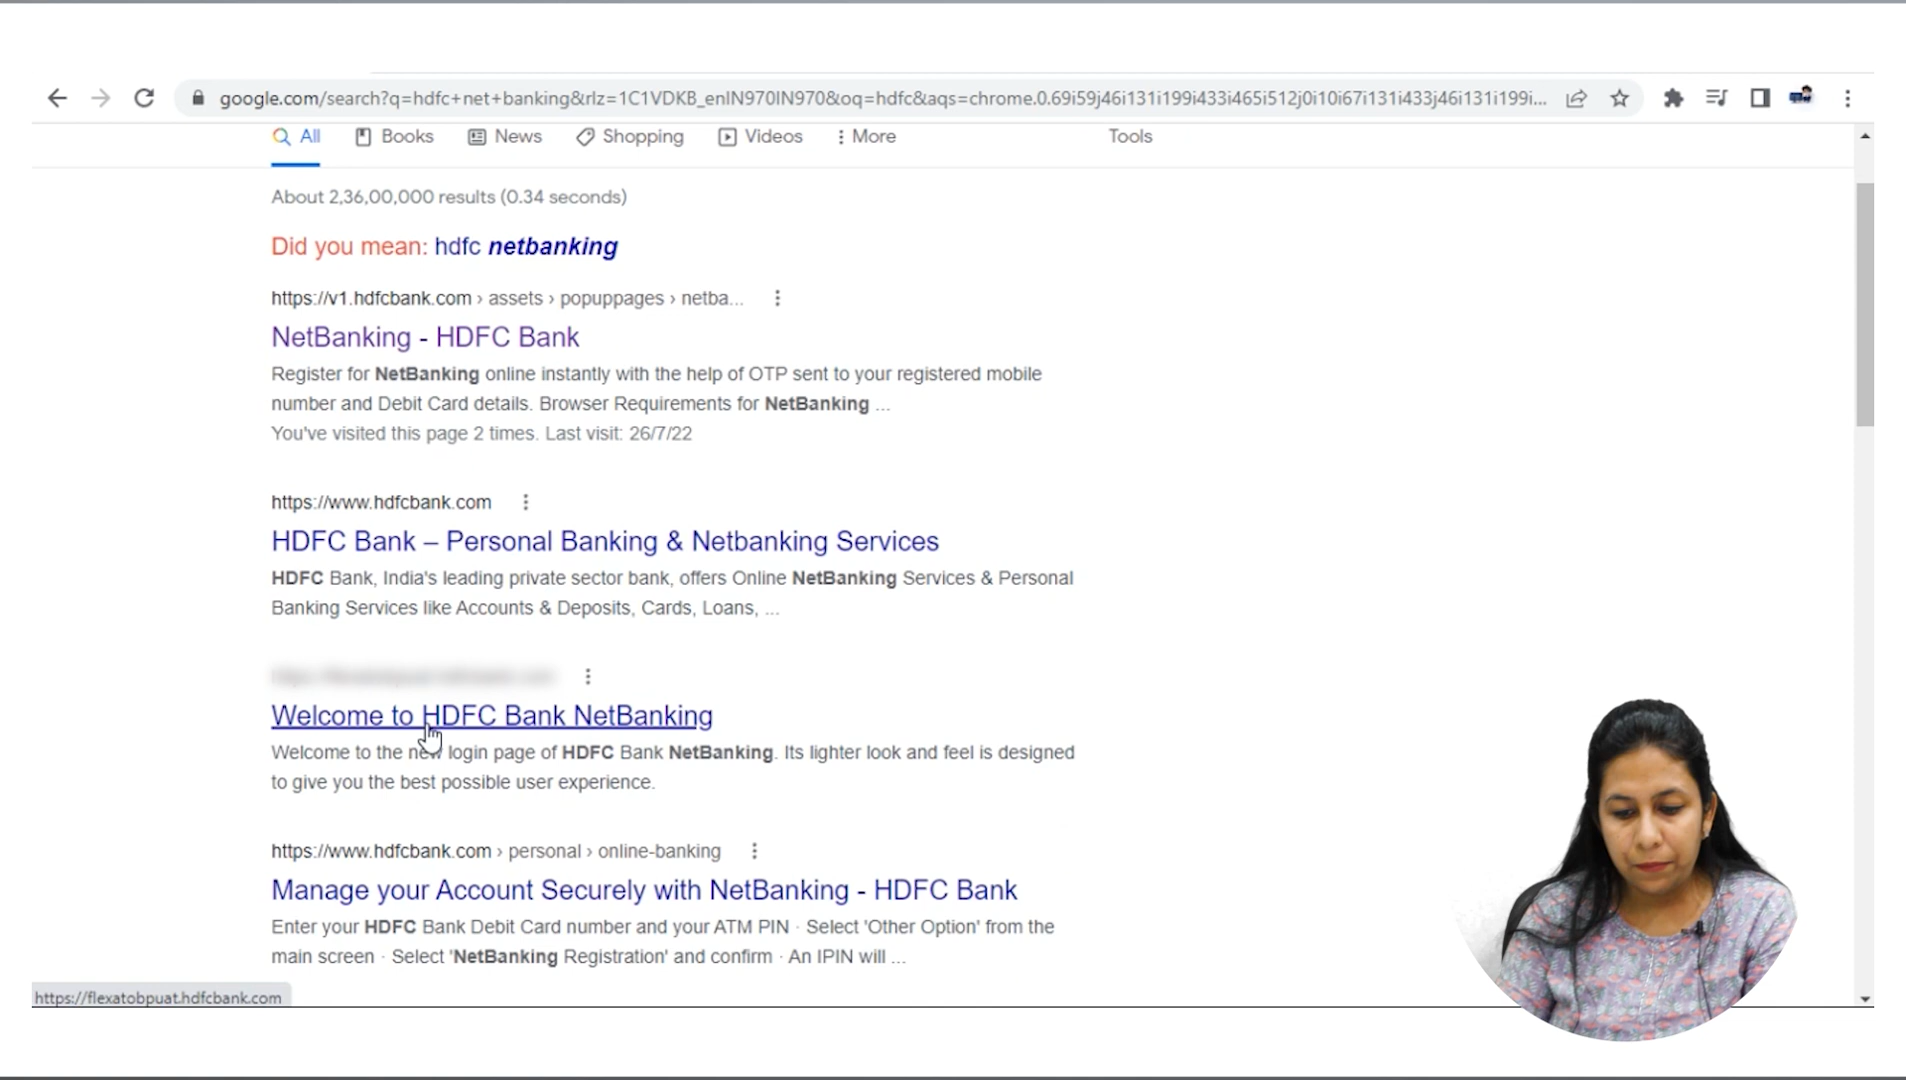 google.com/search?q=hdfc+net+banking&rlz=1C1VDKB_enIN970IN970&oq=hdfc&aqs=chrome.0.69i59j46i131i199i433i465i512j0i10i67i131i433j46i131i199i...
All Books News Shopping Videos More Tools
About 2,36,00,000 results (0.34 seconds)
Did you mean: hdfc netbanking
https://v1.hdfcbank.com › assets › popuppages › netba...
NetBanking - HDFC Bank
Register for NetBanking online instantly with the help of OTP sent to your registered mobile
number and Debit Card details. Browser Requirements for NetBanking ...
You've visited this page 2 times. Last visit: 26/7/22
https://www.hdfcbank.com
HDFC Bank – Personal Banking & Netbanking Services
HDFC Bank, India's leading private sector bank, offers Online NetBanking Services & Personal
Banking Services like Accounts & Deposits, Cards, Loans, ...
Welcome to HDFC Bank NetBanking
Welcome to the new login page of HDFC Bank NetBanking. Its lighter look and feel is designed
to give you the best possible user experience.
https://www.hdfcbank.com › personal › online-banking
Manage your Account Securely with NetBanking - HDFC Bank
Enter your HDFC Bank Debit Card number and your ATM PIN · Select 'Other Option' from the
main screen · Select 'NetBanking Registration' and confirm · An IPIN will ...
https://flexatobpuat.hdfcbank.com